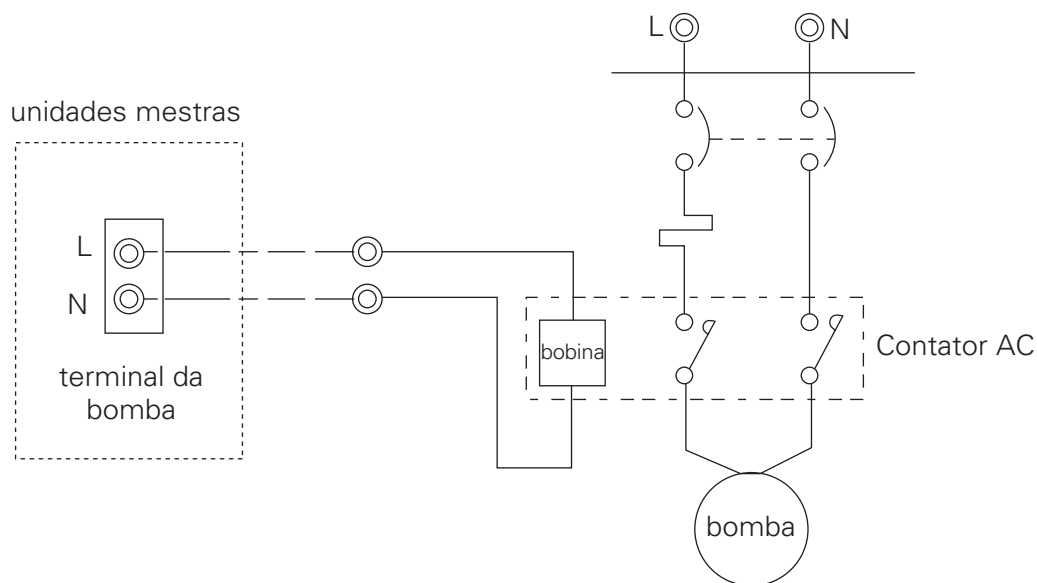 L
N
unidades mestras
L
N
terminal da
bomba
bobina
Contator AC
bomba